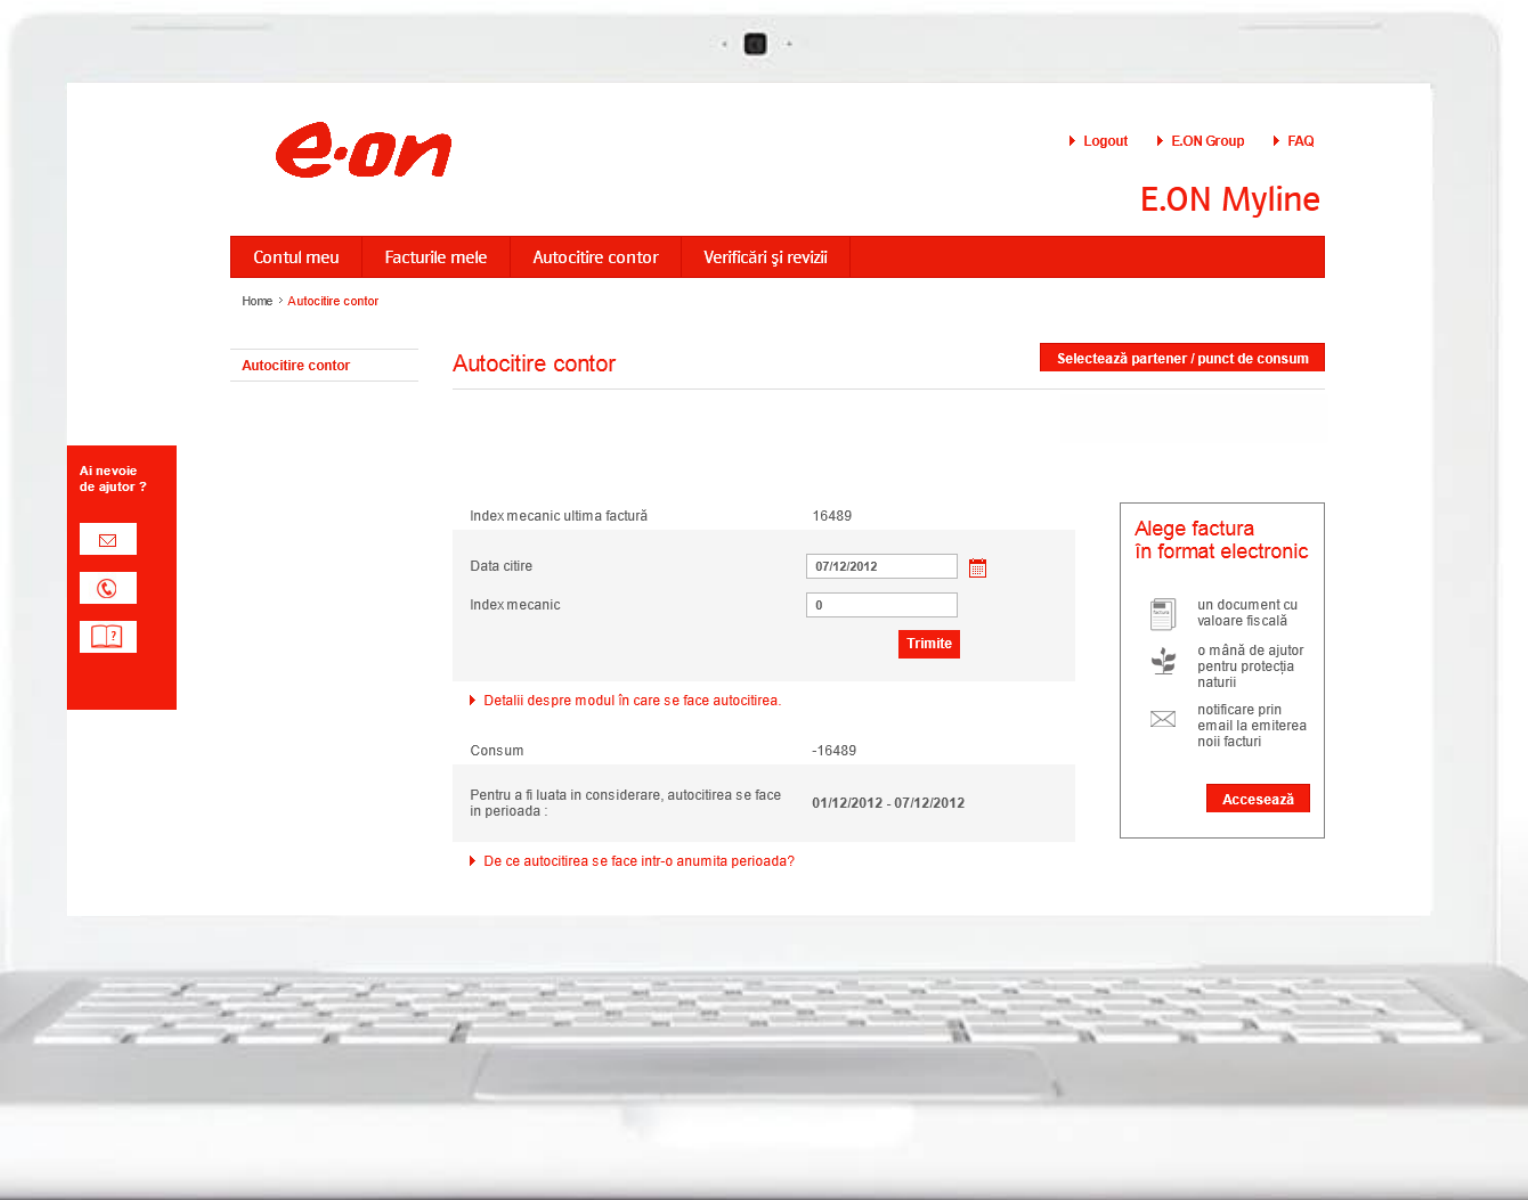 e·on
Logout
E.ON Group
FAQ
E.ON Myline
Contul meu
Facturile mele
Autocitire contor
Verificări şi revizii
Home > Autocitire contor
Autocitire contor
Autocitire contor
Selectează partener / punct de consum
Ai nevoie
de ajutor ?
Index mecanic ultima factură
16489
Data citire
07/12/2012
Index mecanic
0
Trimite
Detalii despre modul în care se face autocitirea.
Consum
-16489
Pentru a fi luata in considerare, autocitirea se face
in perioada :
01/12/2012 - 07/12/2012
De ce autocitirea se face intr-o anumita perioada?
Alege factura
în format electronic
factura
un document cu
valoare fiscală
o mână de ajutor
pentru protecția
naturii
notificare prin
email la emiterea
noii facturi
Accesează